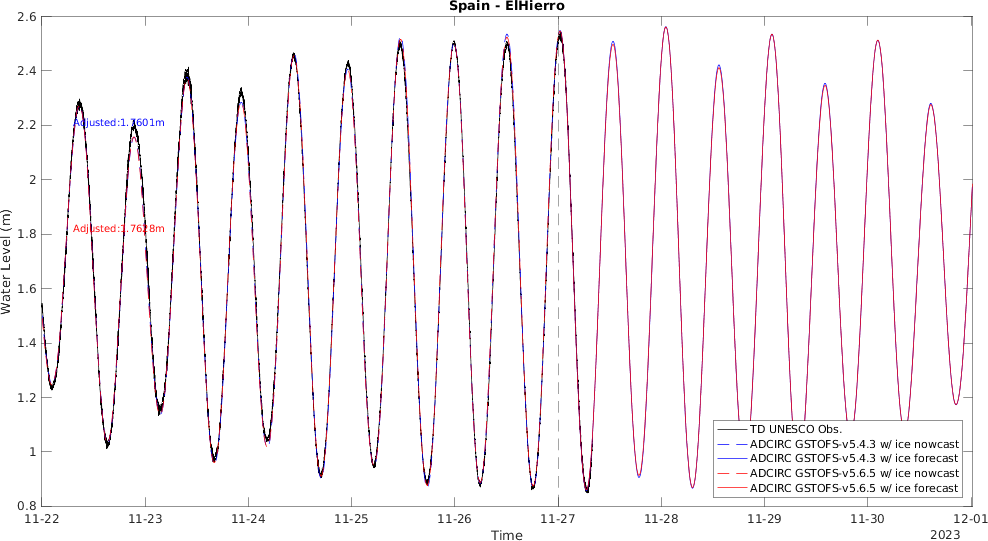 Spain - ElHierro
2.6
2.4
2.2
2
1.8
1.6
1.4
1.2
1
0.8
Water Level (m)
Adjusted:1.7601m
Adjusted:1.7628m
TD UNESCO Obs.
ADCIRC GSTOFS-v5.4.3 w/ ice nowcast
ADCIRC GSTOFS-v5.4.3 w/ ice forecast
ADCIRC GSTOFS-v5.6.5 w/ ice nowcast
ADCIRC GSTOFS-v5.6.5 w/ ice forecast
11-22 11-23 11-24 11-25 11-26 11-27 11-28 11-29 11-30 12-01
Time
2023